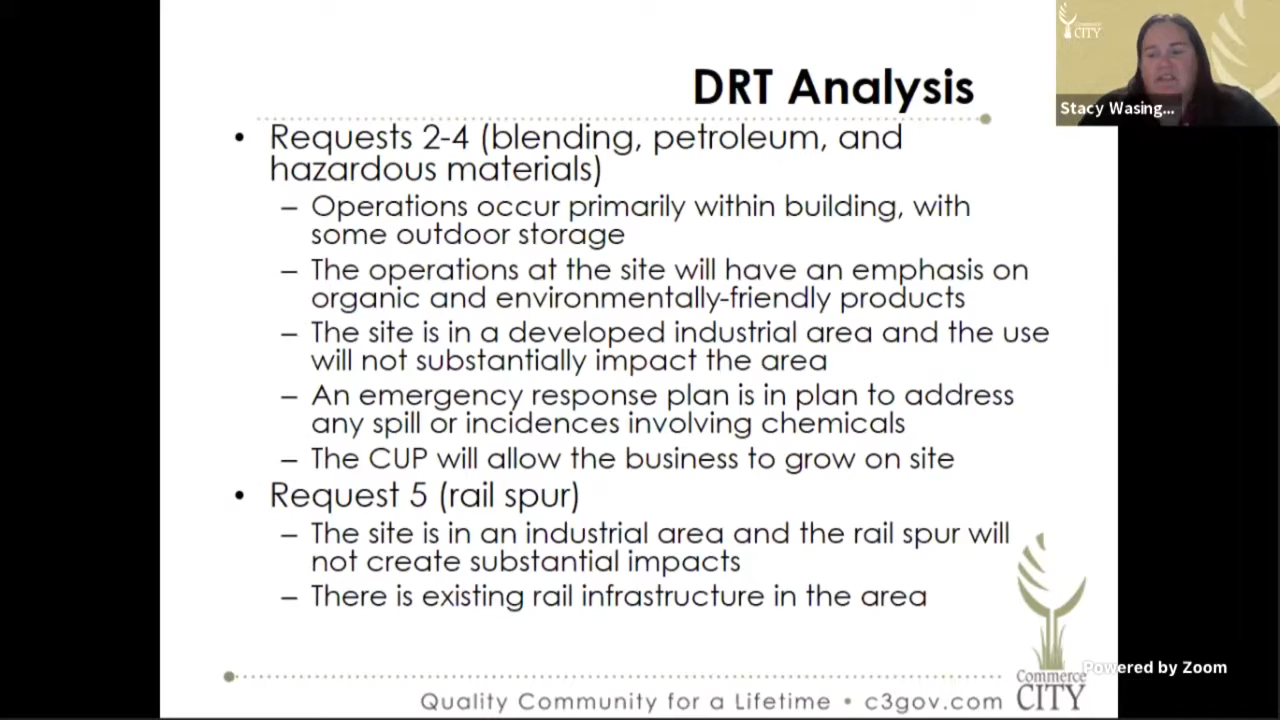 DRT Analysis
• Requests 2-4 (blending, petroleum, and
hazardous materials)
– Operations occur primarily within building, with
some outdoor storage
– The operations at the site will have an emphasis on
organic and environmentally-friendly products
– The site is in a developed industrial area and the use
will not substantially impact the area
– An emergency response plan is in plan to address
any spill or incidences involving chemicals
– The CUP will allow the business to grow on site
• Request 5 (rail spur)
– The site is in an industrial area and the rail spur will
not create substantial impacts
– There is existing rail infrastructure in the area
Quality Community for a Lifetime • c3gov.com
Commerce
CITY
Powered by Zoom
Commerce
CITY
Stacy Wasing...